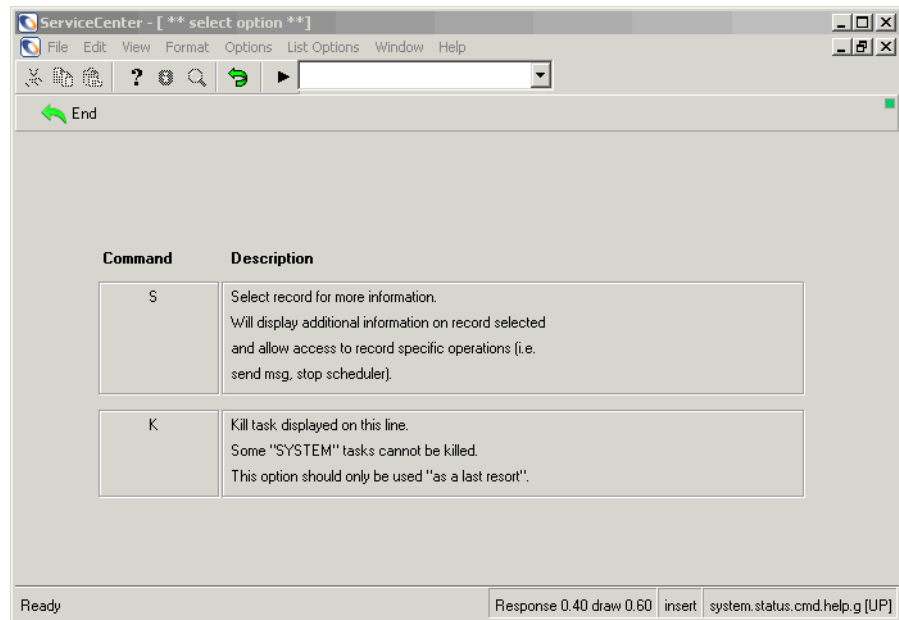 ServiceCenter - [ ** select option **]
File Edit View Format Options List Options Window Help
?
End
Command Description
S
Select record for more information.
Will display additional information on record selected
and allow access to record specific operations (i.e.
send msg, stop scheduler).
K
Kill task displayed on this line.
Some "SYSTEM" tasks cannot be killed.
This option should only be used "as a last resort".
Ready Response 0.40 draw 0.60 insert system.status.cmd.help.g [UP]